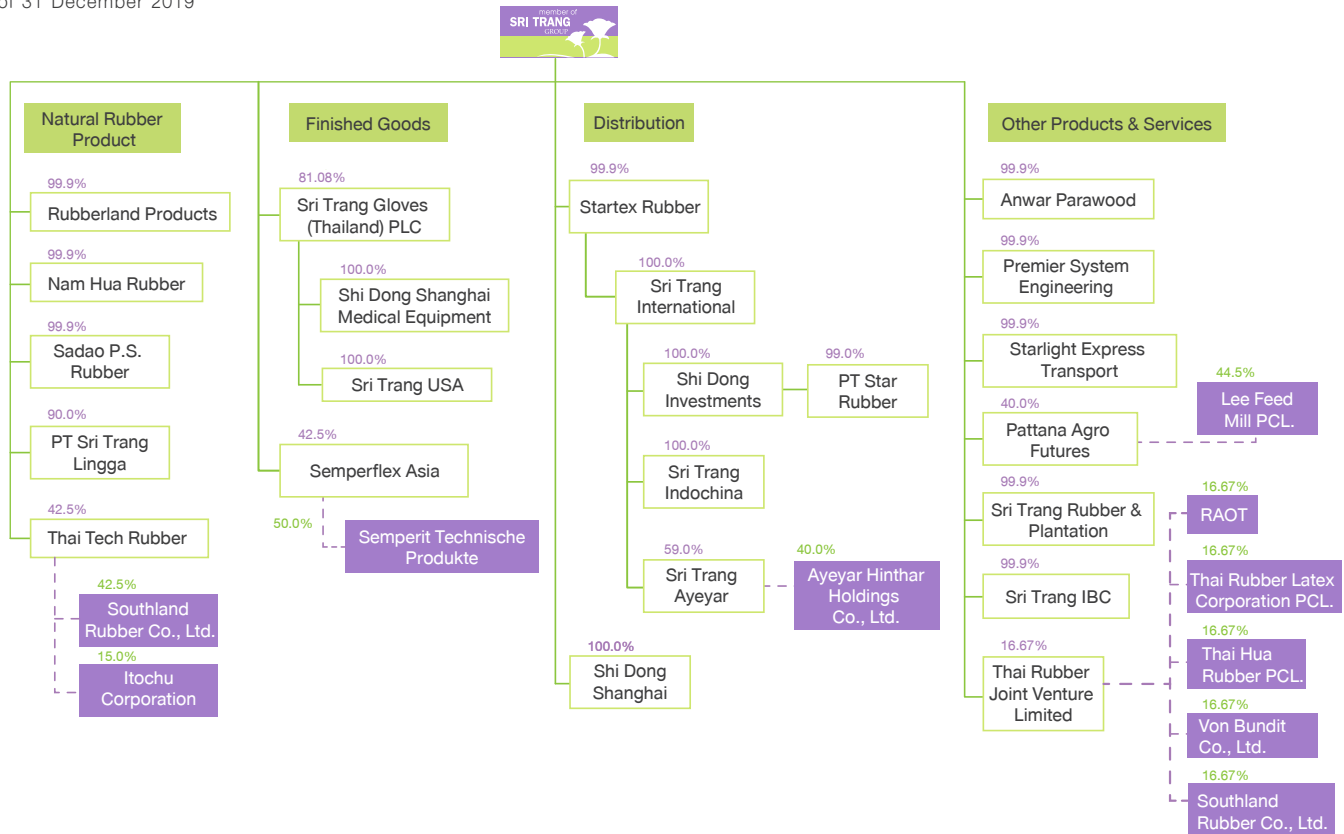 of 31 December 2019
member of
SRI TRANG
GROUP
Natural Rubber
Product
99.9%
Rubberland Products
99.9%
Nam Hua Rubber
99.9%
Sadao P.S.
Rubber
90.0%
PT Sri Trang
Lingga
42.5%
Thai Tech Rubber
42.5%
Southland
Rubber Co., Ltd.
15.0%
Itochu
Corporation
Finished Goods
81.08%
Sri Trang Gloves
(Thailand) PLC
100.0%
Shi Dong Shanghai
Medical Equipment
100.0%
Sri Trang USA
42.5%
Semperflex Asia
50.0%
Semperit Technische
Produkte
Distribution
99.9%
Startex Rubber
100.0%
Sri Trang
International
100.0%
Shi Dong
Investments
99.0%
PT Star
Rubber
100.0%
Sri Trang
Indochina
59.0%
Sri Trang
Ayeyar
40.0%
Ayeyar Hinthar
Holdings
Co., Ltd.
100.0%
Shi Dong
Shanghai
Other Products & Services
99.9%
Anwar Parawood
99.9%
Premier System
Engineering
99.9%
Starlight Express
Transport
40.0%
Pattana Agro
Futures
44.5%
Lee Feed
Mill PCL.
99.9%
Sri Trang Rubber &
Plantation
99.9%
Sri Trang IBC
16.67%
Thai Rubber
Joint Venture
Limited
16.67%
RAOT
16.67%
Thai Rubber Latex
Corporation PCL.
16.67%
Thai Hua
Rubber PCL.
16.67%
Von Bundit
Co., Ltd.
16.67%
Southland
Rubber Co., Ltd.